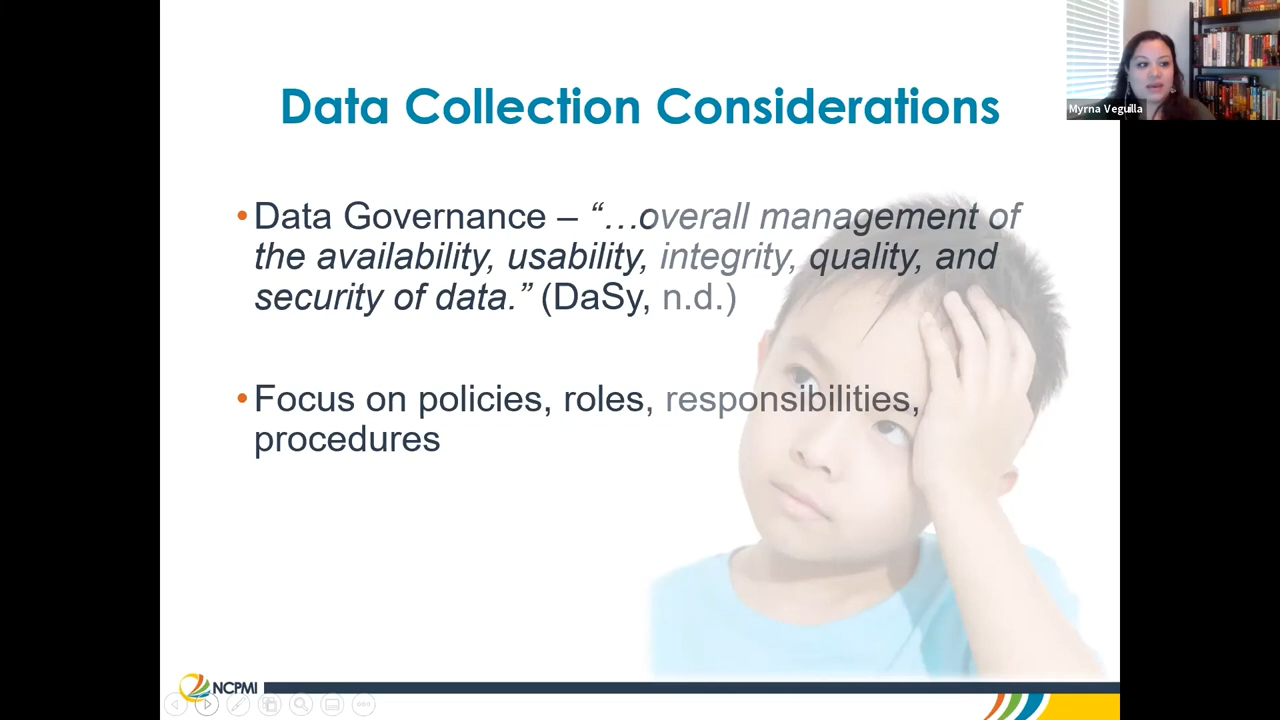 Data Collection Considerations
Myrna Veguilla
•Data Governance – “…overall management of
the availability, usability, integrity, quality, and
security of data.” (DaSy, n.d.)
•Focus on policies, roles, responsibilities,
procedures
NCPMI